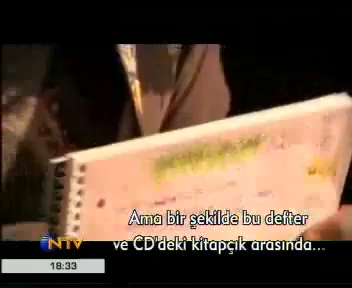 Ama bir şekilde bu defter
ve CD'deki kitapçık arasında...
NTV
18:33